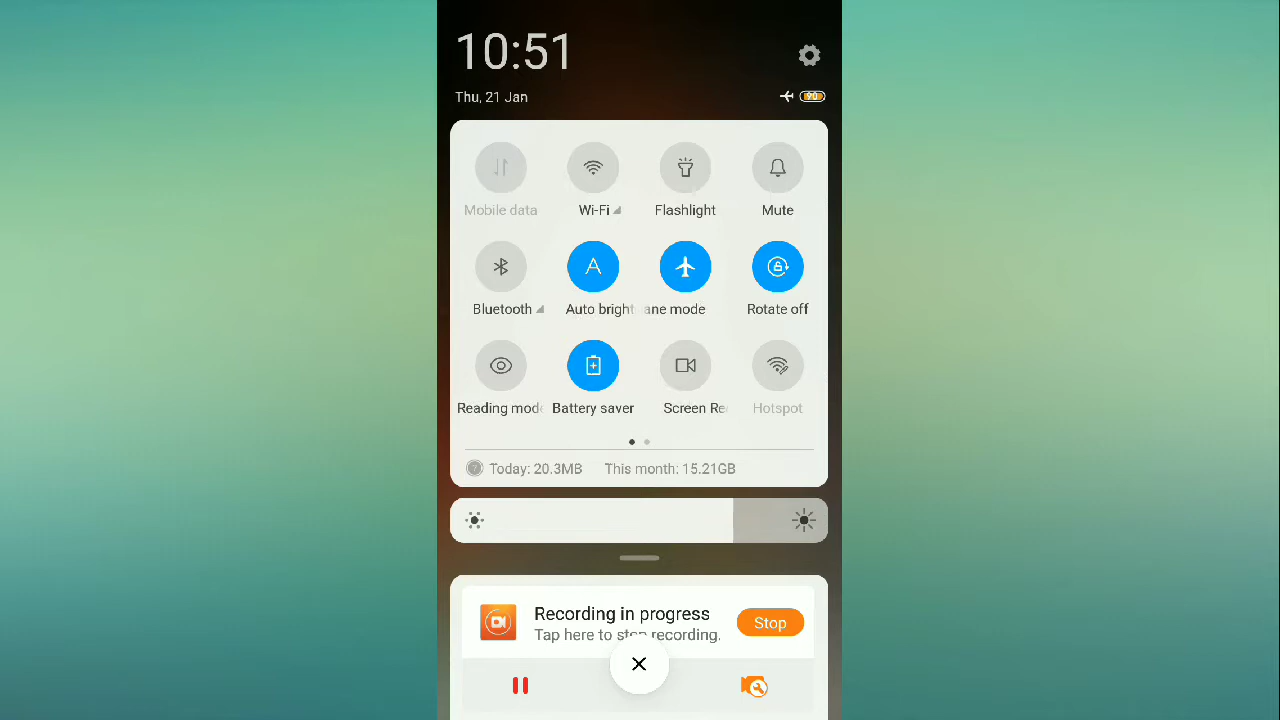 10:51
Thu, 21 Jan
90
Mobile data
Wi-Fi
Flashlight
Mute
Bluetooth
Auto bright
ane mode
Rotate off
Reading mod
Battery saver
Screen Re
Hotspot
Today: 20.3MB
This month: 15.21GB
Recording in progress
Stop
Tap here to stop recording.